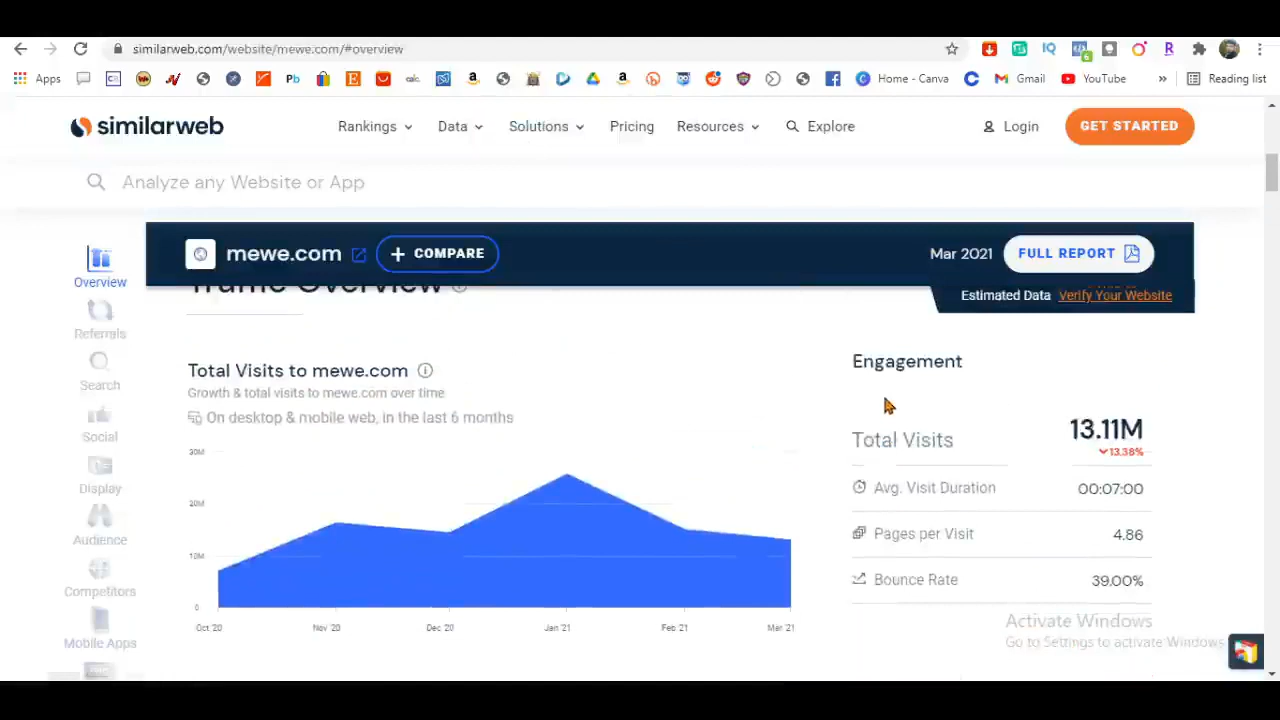 similarweb.com/website/mewe.com/#overview
Apps
Pb
calc
Home - Canva
Gmail
YouTube
»
Reading list
similarweb
Rankings
Data
Solutions
Pricing
Resources
Explore
Login
GET STARTED
Analyze any Website or App
mewe.com
+ COMPARE
Mar 2021
FULL REPORT
Overview
Traffic Overview
Estimated Data Verify Your Website
Referrals
Search
Social
Display
Audience
Competitors
Mobile Apps
Total Visits to mewe.com
Growth & total visits to mewe.com over time
On desktop & mobile web, in the last 6 months
30M
20M
10M
0
Oct '20
Nov '20
Dec '20
Jan '21
Feb '21
Mar '21
Engagement
Total Visits
13.11M
13.38%
Avg. Visit Duration
00:07:00
Pages per Visit
4.86
Bounce Rate
39.00%
Activate Windows
Go to Settings to activate Windows